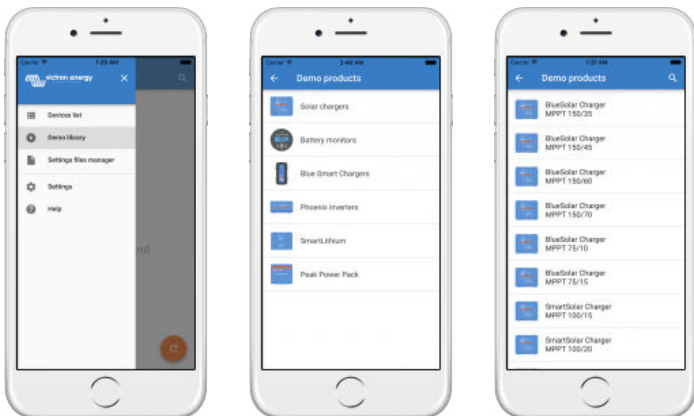 Carrier 1:20 AM
victron energy
Devices list
Demo library
Settings files manager
Settings
Help
nd
Carrier 2:48 AM
Demo products
Solar chargers
Battery monitors
Blue Smart Chargers
Phoenix inverters
SmartLithium
Peak Power Pack
Carrier 1:31 AM
Demo products
BlueSolar Charger
MPPT 150/35
BlueSolar Charger
MPPT 150/45
BlueSolar Charger
MPPT 150/60
BlueSolar Charger
MPPT 150/70
BlueSolar Charger
MPPT 75/10
BlueSolar Charger
MPPT 75/15
SmartSolar Charger
MPPT 100/15
SmartSolar Charger
MPPT 100/20